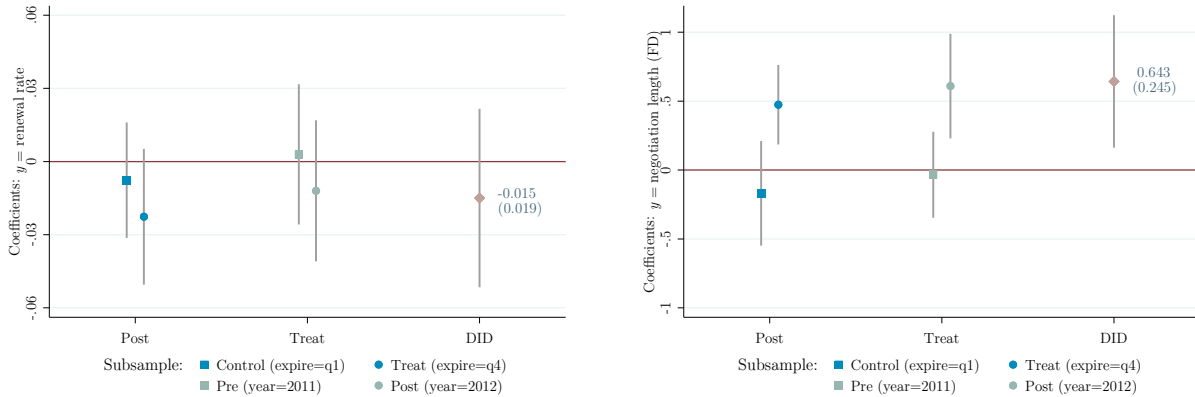 Coefficients: y = renewal rate
.06
.03
0
-.03
-.06
-0.015
(0.019)
Post
Treat
DID
Subsample:
Control (expire=q1)
Treat (expire=q4)
Pre (year=2011)
Post (year=2012)
Coefficients: y = negotiation length (FD)
1
.5
0
-.5
-1
0.643
(0.245)
Post
Treat
DID
Subsample:
Control (expire=q1)
Treat (expire=q4)
Pre (year=2011)
Post (year=2012)